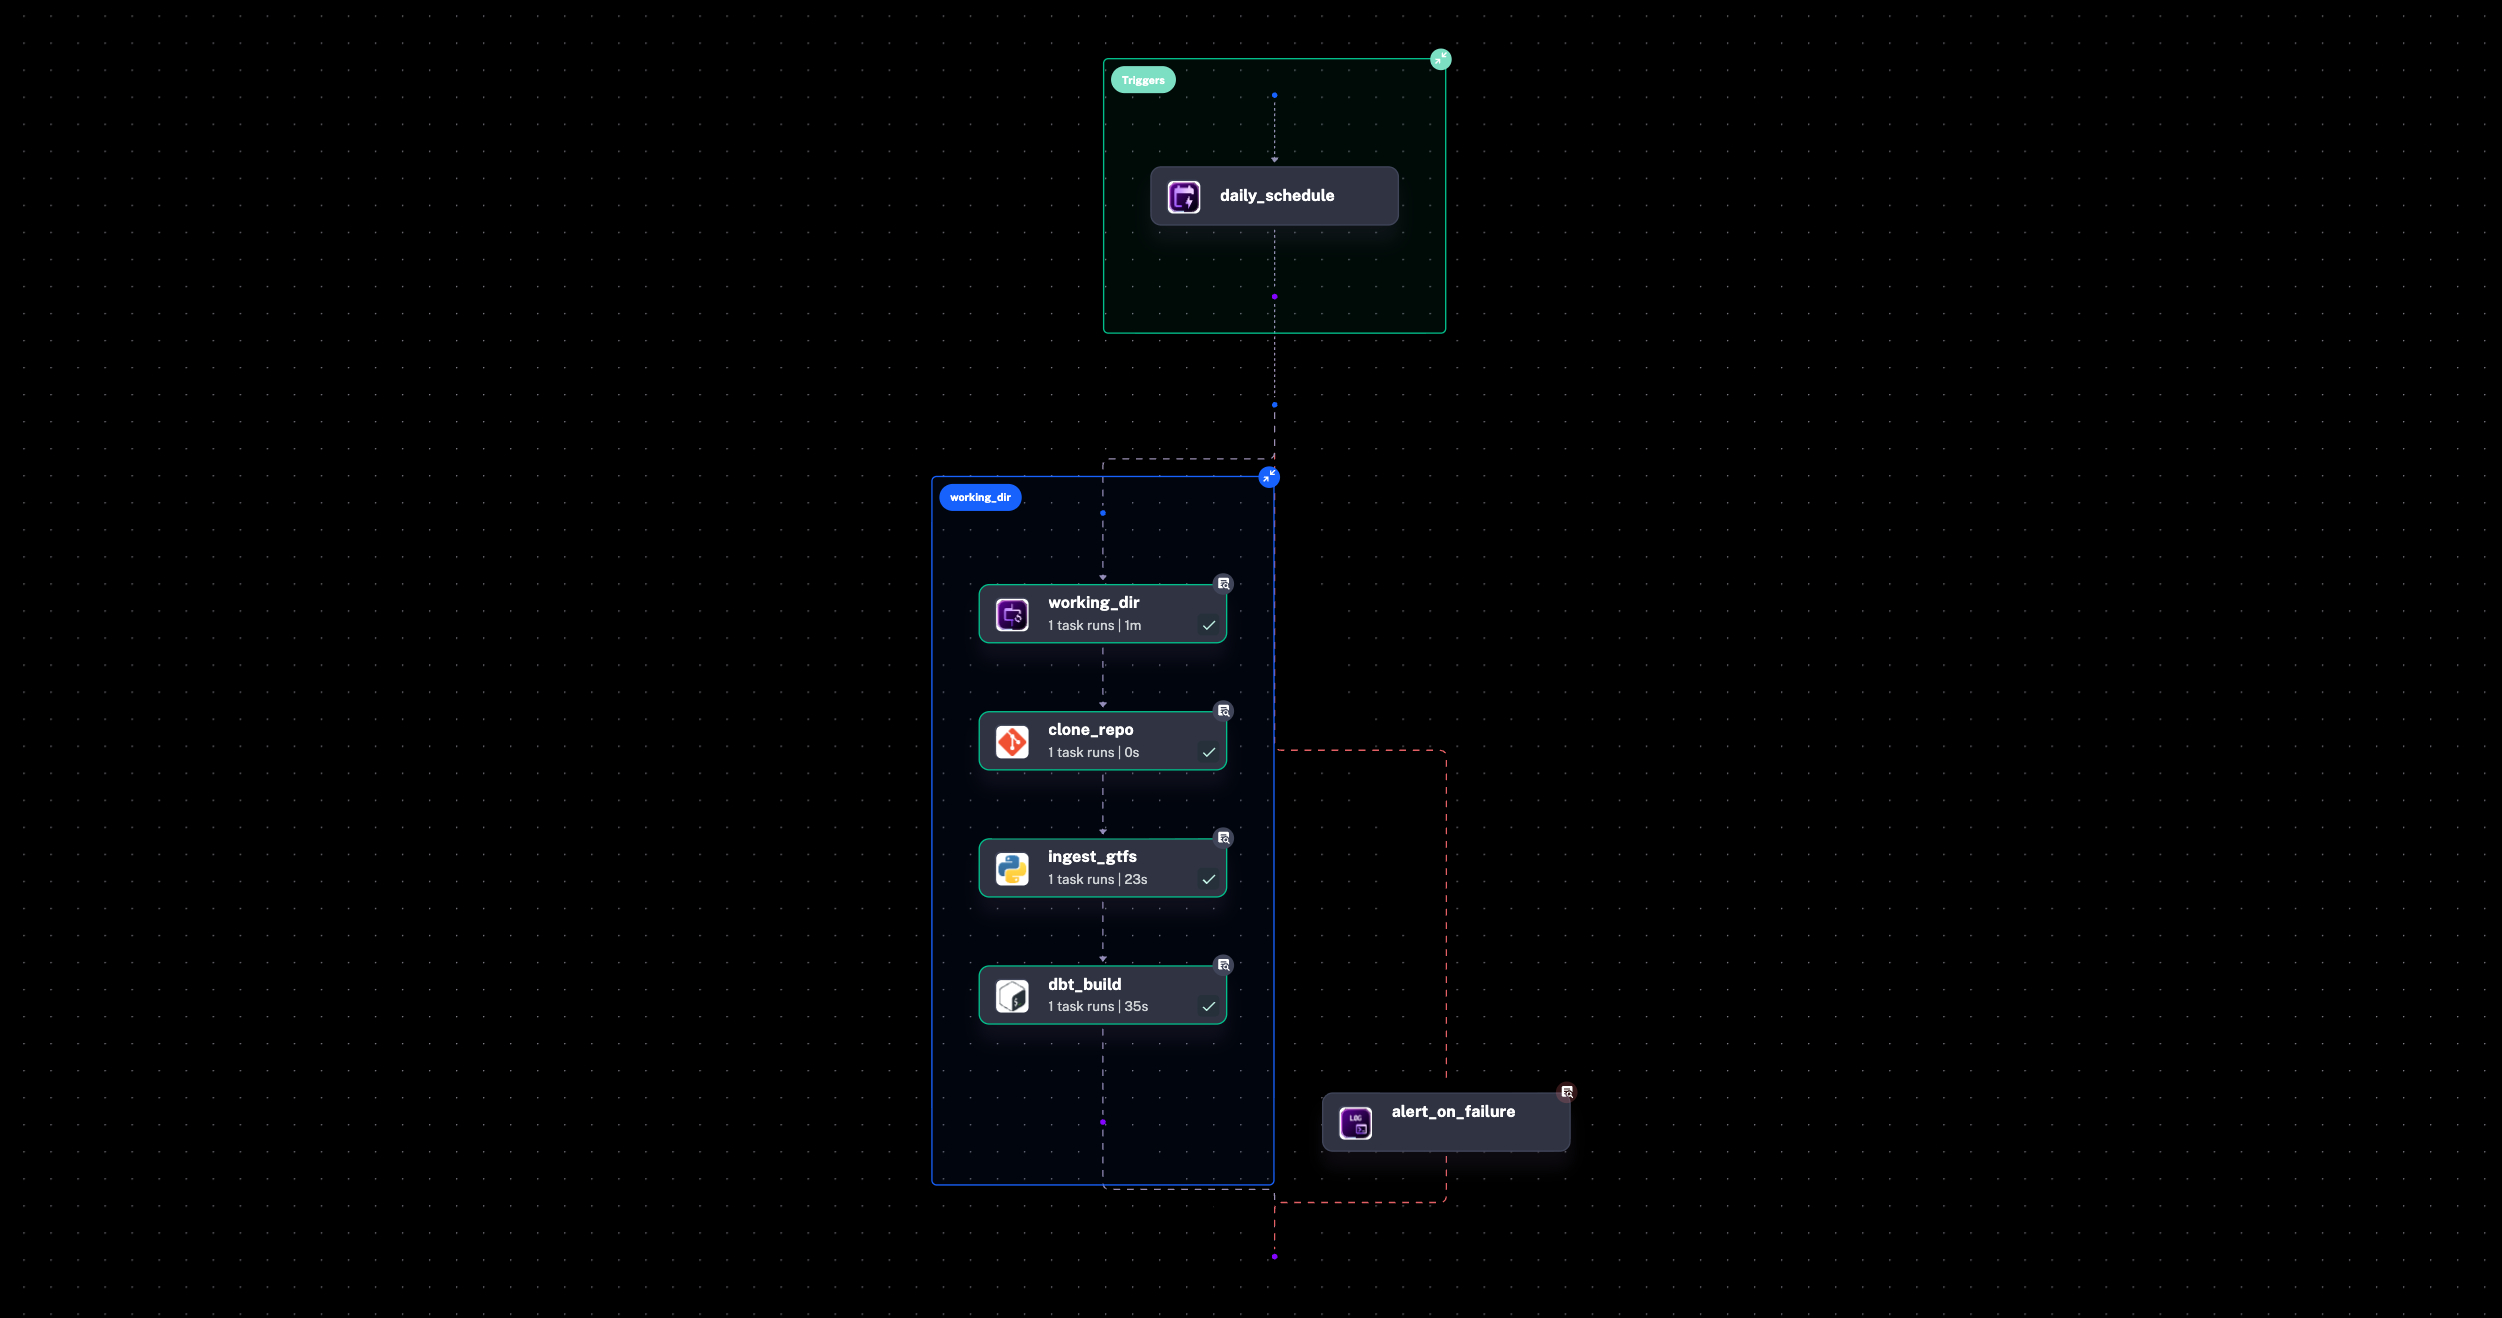 Triggers
daily_schedule
working_dir
working_dir
1 task runs | 1m
clone_repo
1 task runs | 0s
ingest_gtfs
1 task runs | 23s
dbt_build
1 task runs | 35s
alert_on_failure
LOG